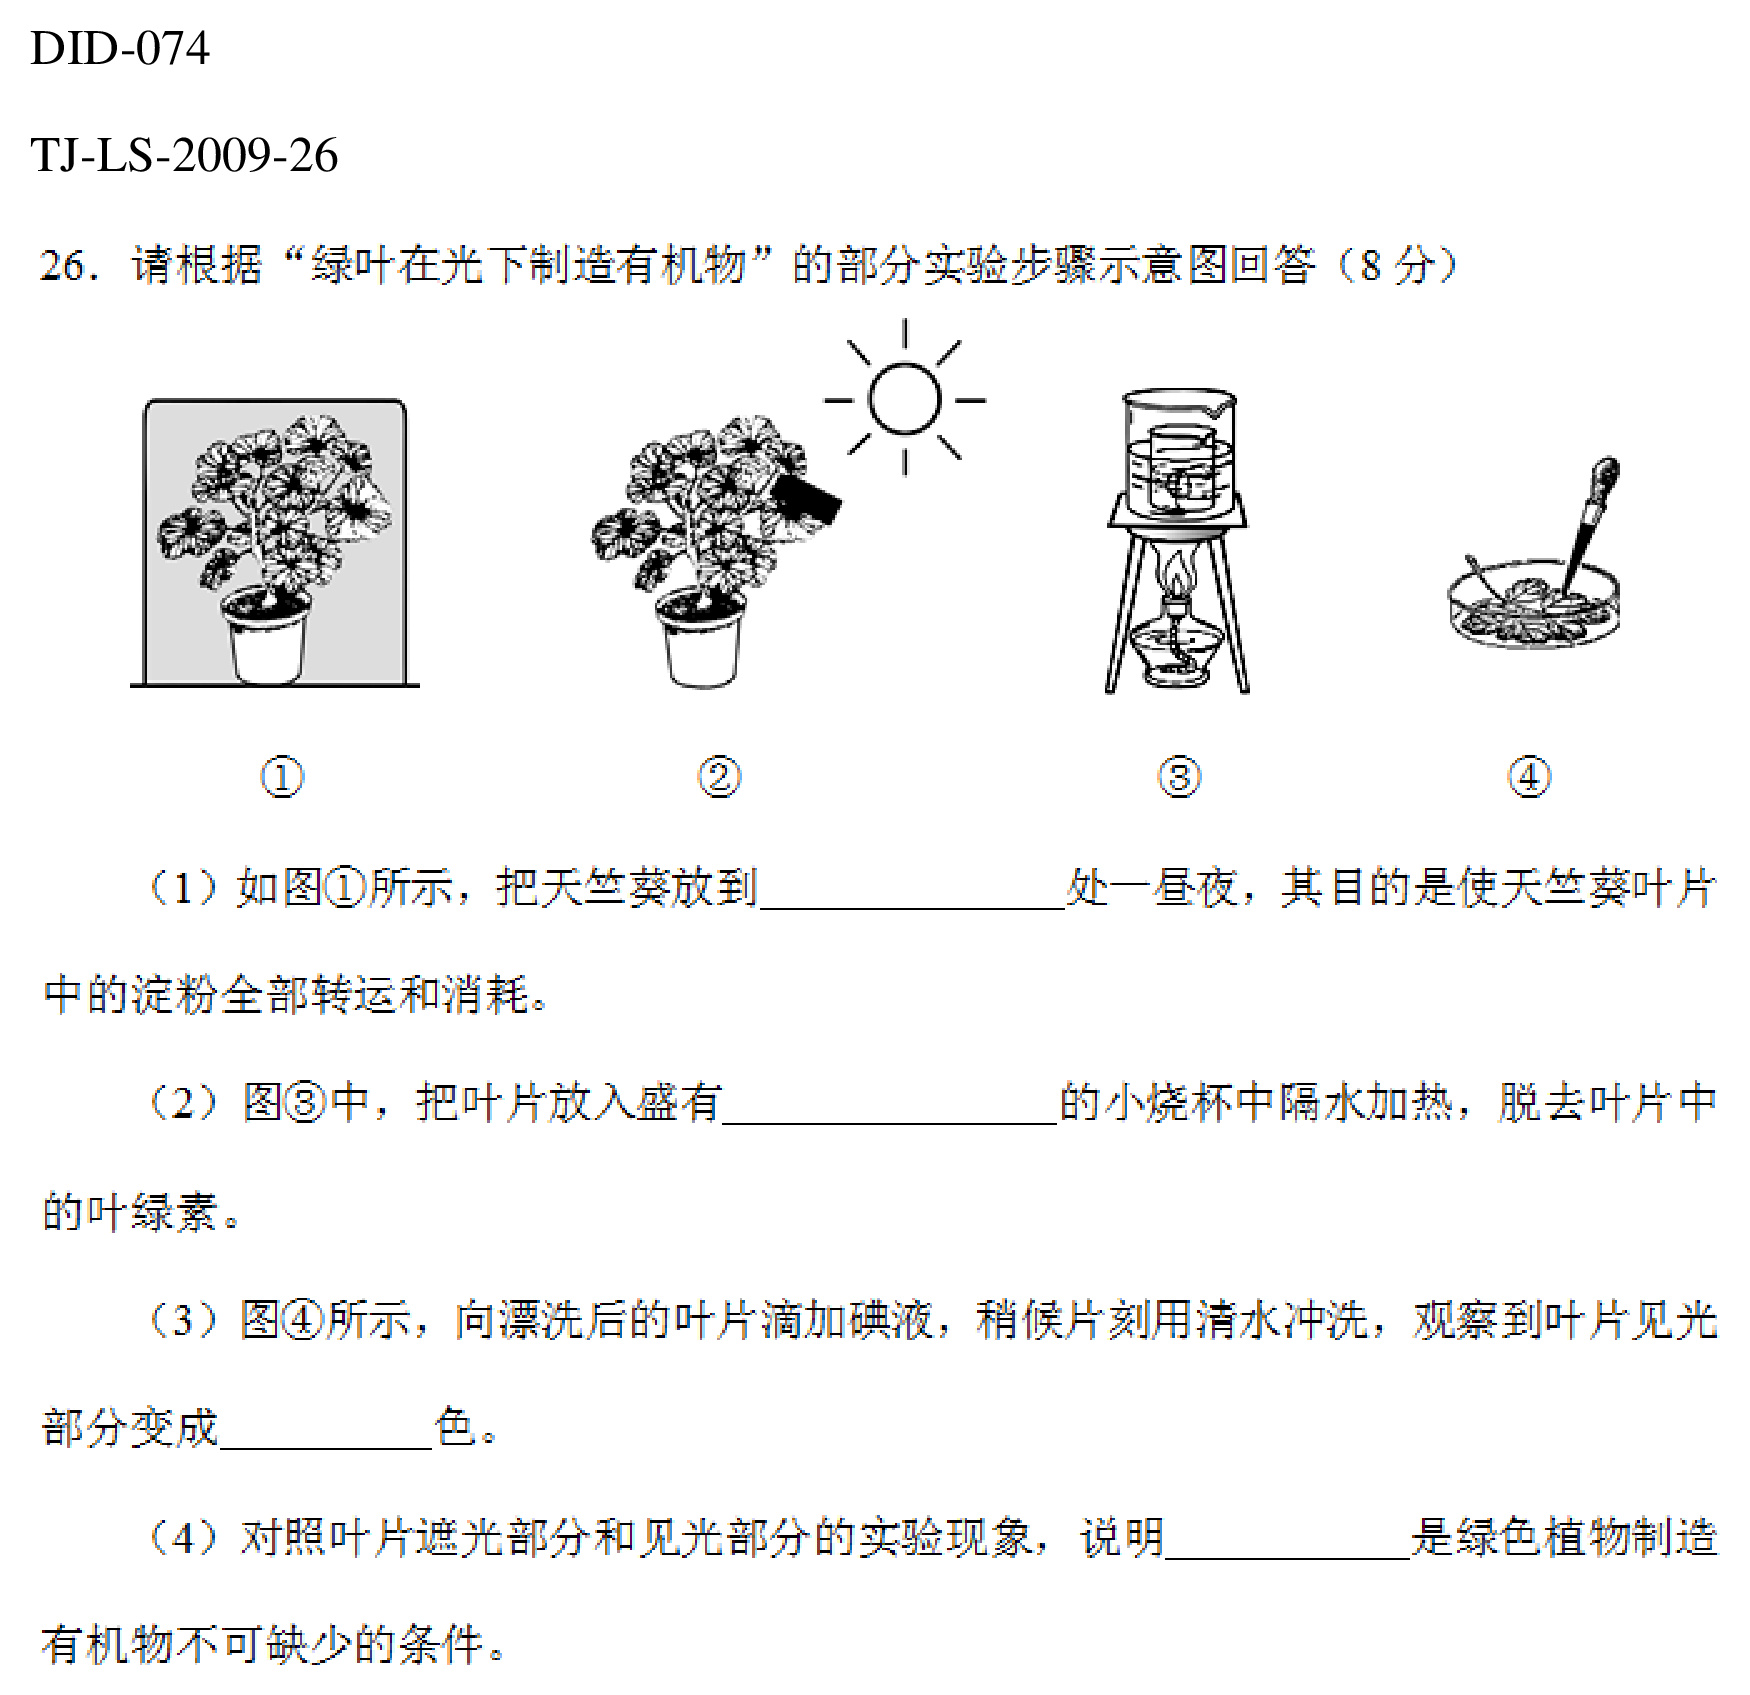 DID-074
TJ-LS-2009-26
26．请根据“绿叶在光下制造有机物”的部分实验步骤示意图回答（8 分）
① ② ③ ④
（1）如图①所示，把天竺葵放到______________处一昼夜，其目的是使天竺葵叶片
中的淀粉全部转运和消耗。
（2）图③中，把叶片放入盛有_______________的小烧杯中隔水加热，脱去叶片中
的叶绿素。
（3）图④所示，向漂洗后的叶片滴加碘液，稍候片刻用清水冲洗，观察到叶片见光
部分变成__________色。
（4）对照叶片遮光部分和见光部分的实验现象，说明___________是绿色植物制造
有机物不可缺少的条件。